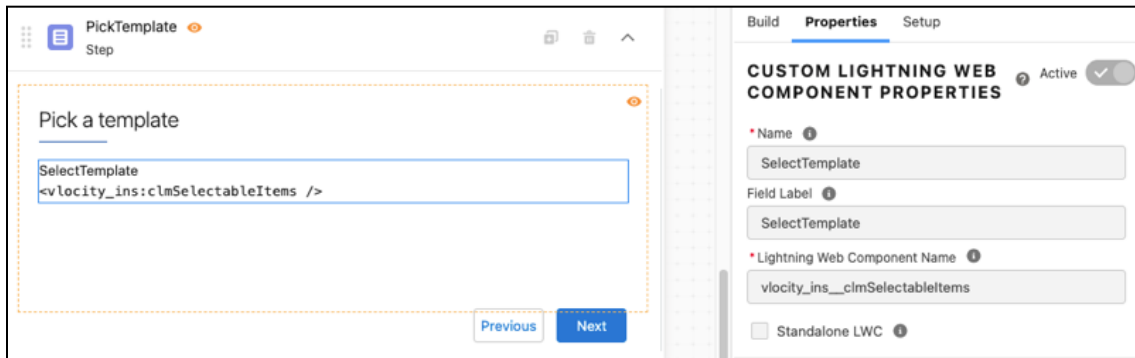 PickTemplate
Step
Pick a template
SelectTemplate
<vlocity_ins:clmSelectableItems />
Previous Next
Build Properties Setup
CUSTOM LIGHTNING WEB COMPONENT PROPERTIES
Active
*Name
SelectTemplate
Field Label
SelectTemplate
*Lightning Web Component Name
vlocity_ins__clmSelectableItems
Standalone LWC